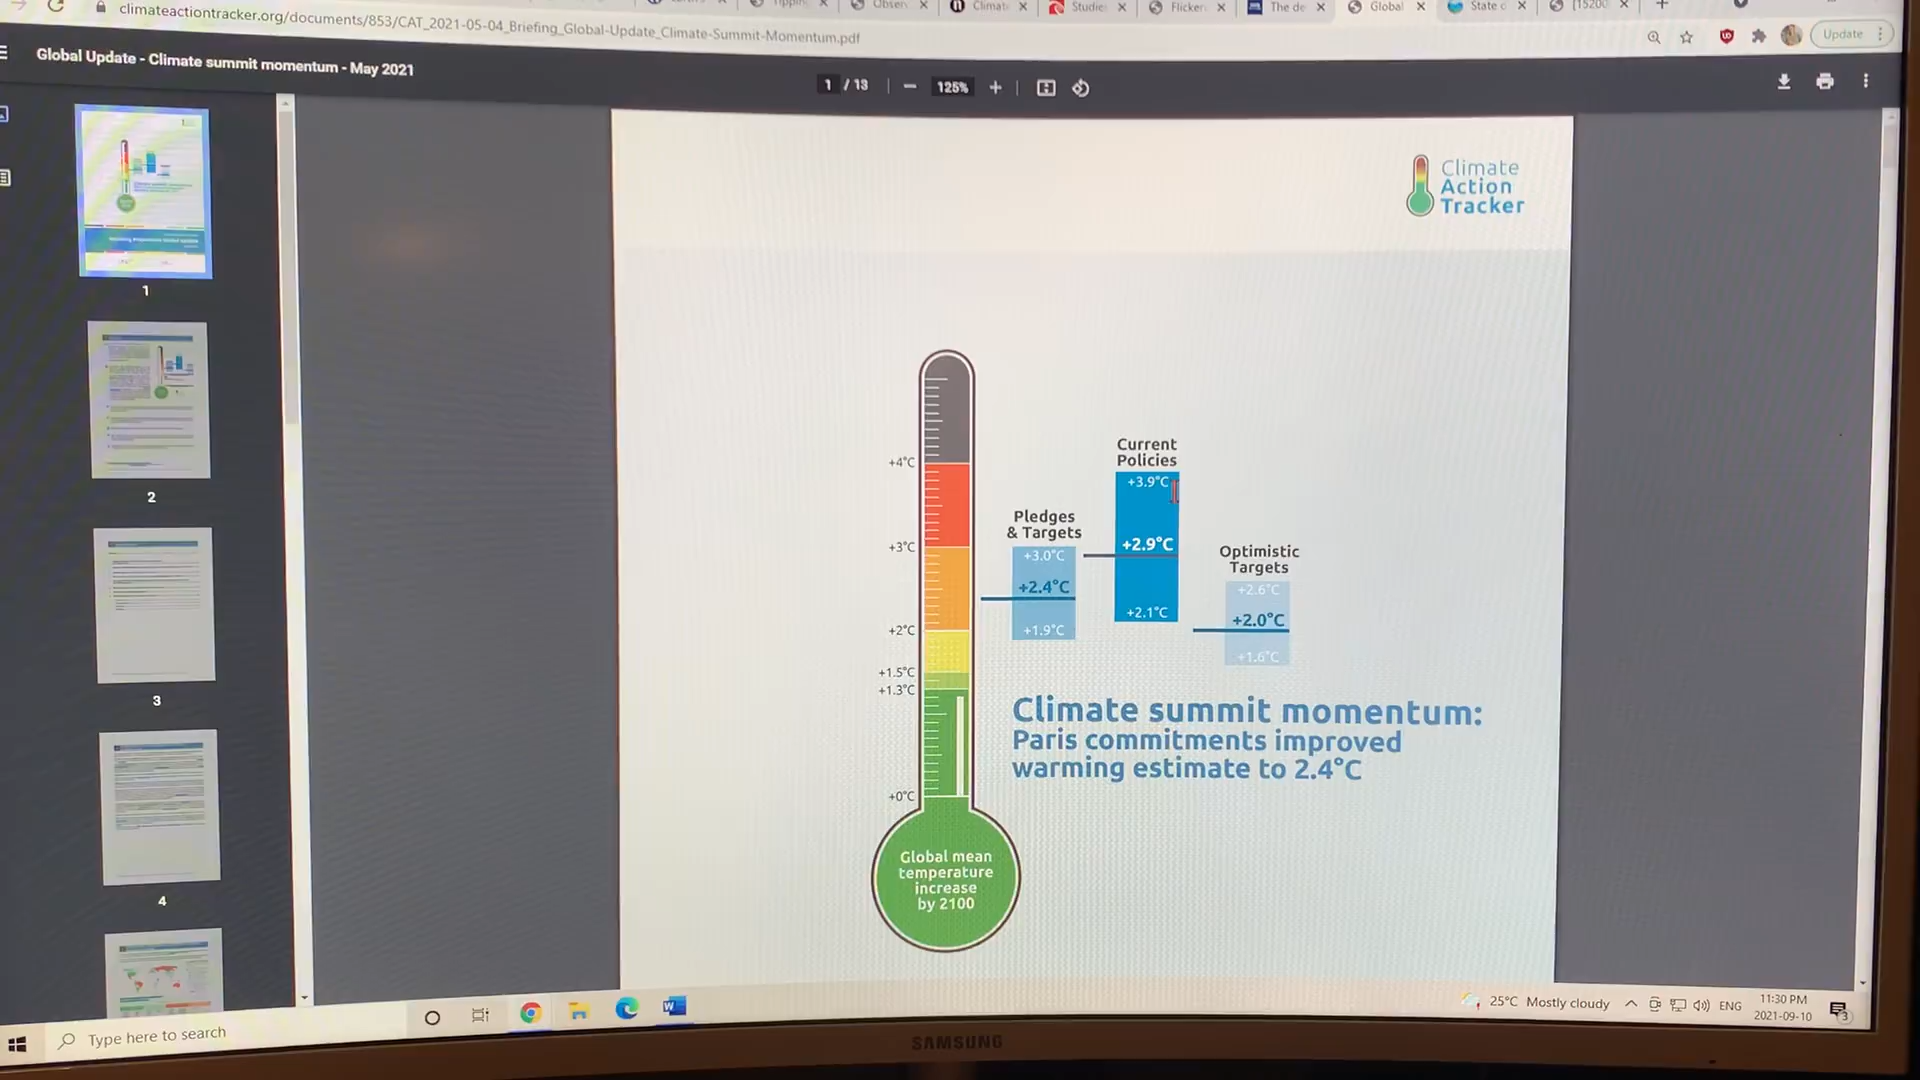 Observ
Climat
Studie
Flicker
The de
Global
State o
[15200
climateactiontracker.org/documents/853/CAT_2021-05-04_Briefing_Global-Update_Climate-Summit-Momentum.pdf
Update
Global Update - Climate summit momentum - May 2021
1 / 13
125%
Climate
Action
Tracker
Current
Policies
+4°C
+3.9°C
Pledges
& Targets
+3°C
+3.0°C
+2.9°C
Optimistic
Targets
+2.4°C
+2.6°C
+2.1°C
+2.0°C
+2°C
+1.9°C
+1.6°C
+1.5°C
+1.3°C
Climate summit momentum:
Paris commitments improved
warming estimate to 2.4°C
+0°C
Global mean
temperature
increase
by 2100
1
2
3
4
Type here to search
25°C Mostly cloudy
ENG
11:30 PM
2021-09-10
3
SAMSUNG